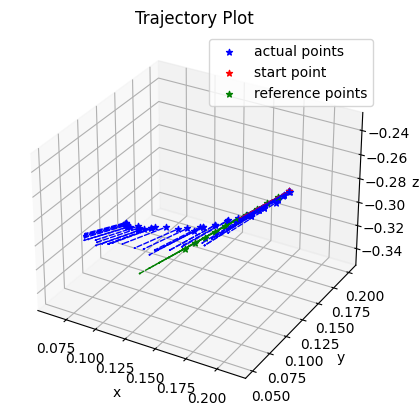 Trajectory Plot
actual points
start point
reference points
−0.24
−0.26
−0.28
z
−0.30
−0.32
−0.34
0.200
0.175
0.150
0.125
y
0.100
0.075
0.050
0.075
0.100
0.125
0.150
0.175
0.200
x